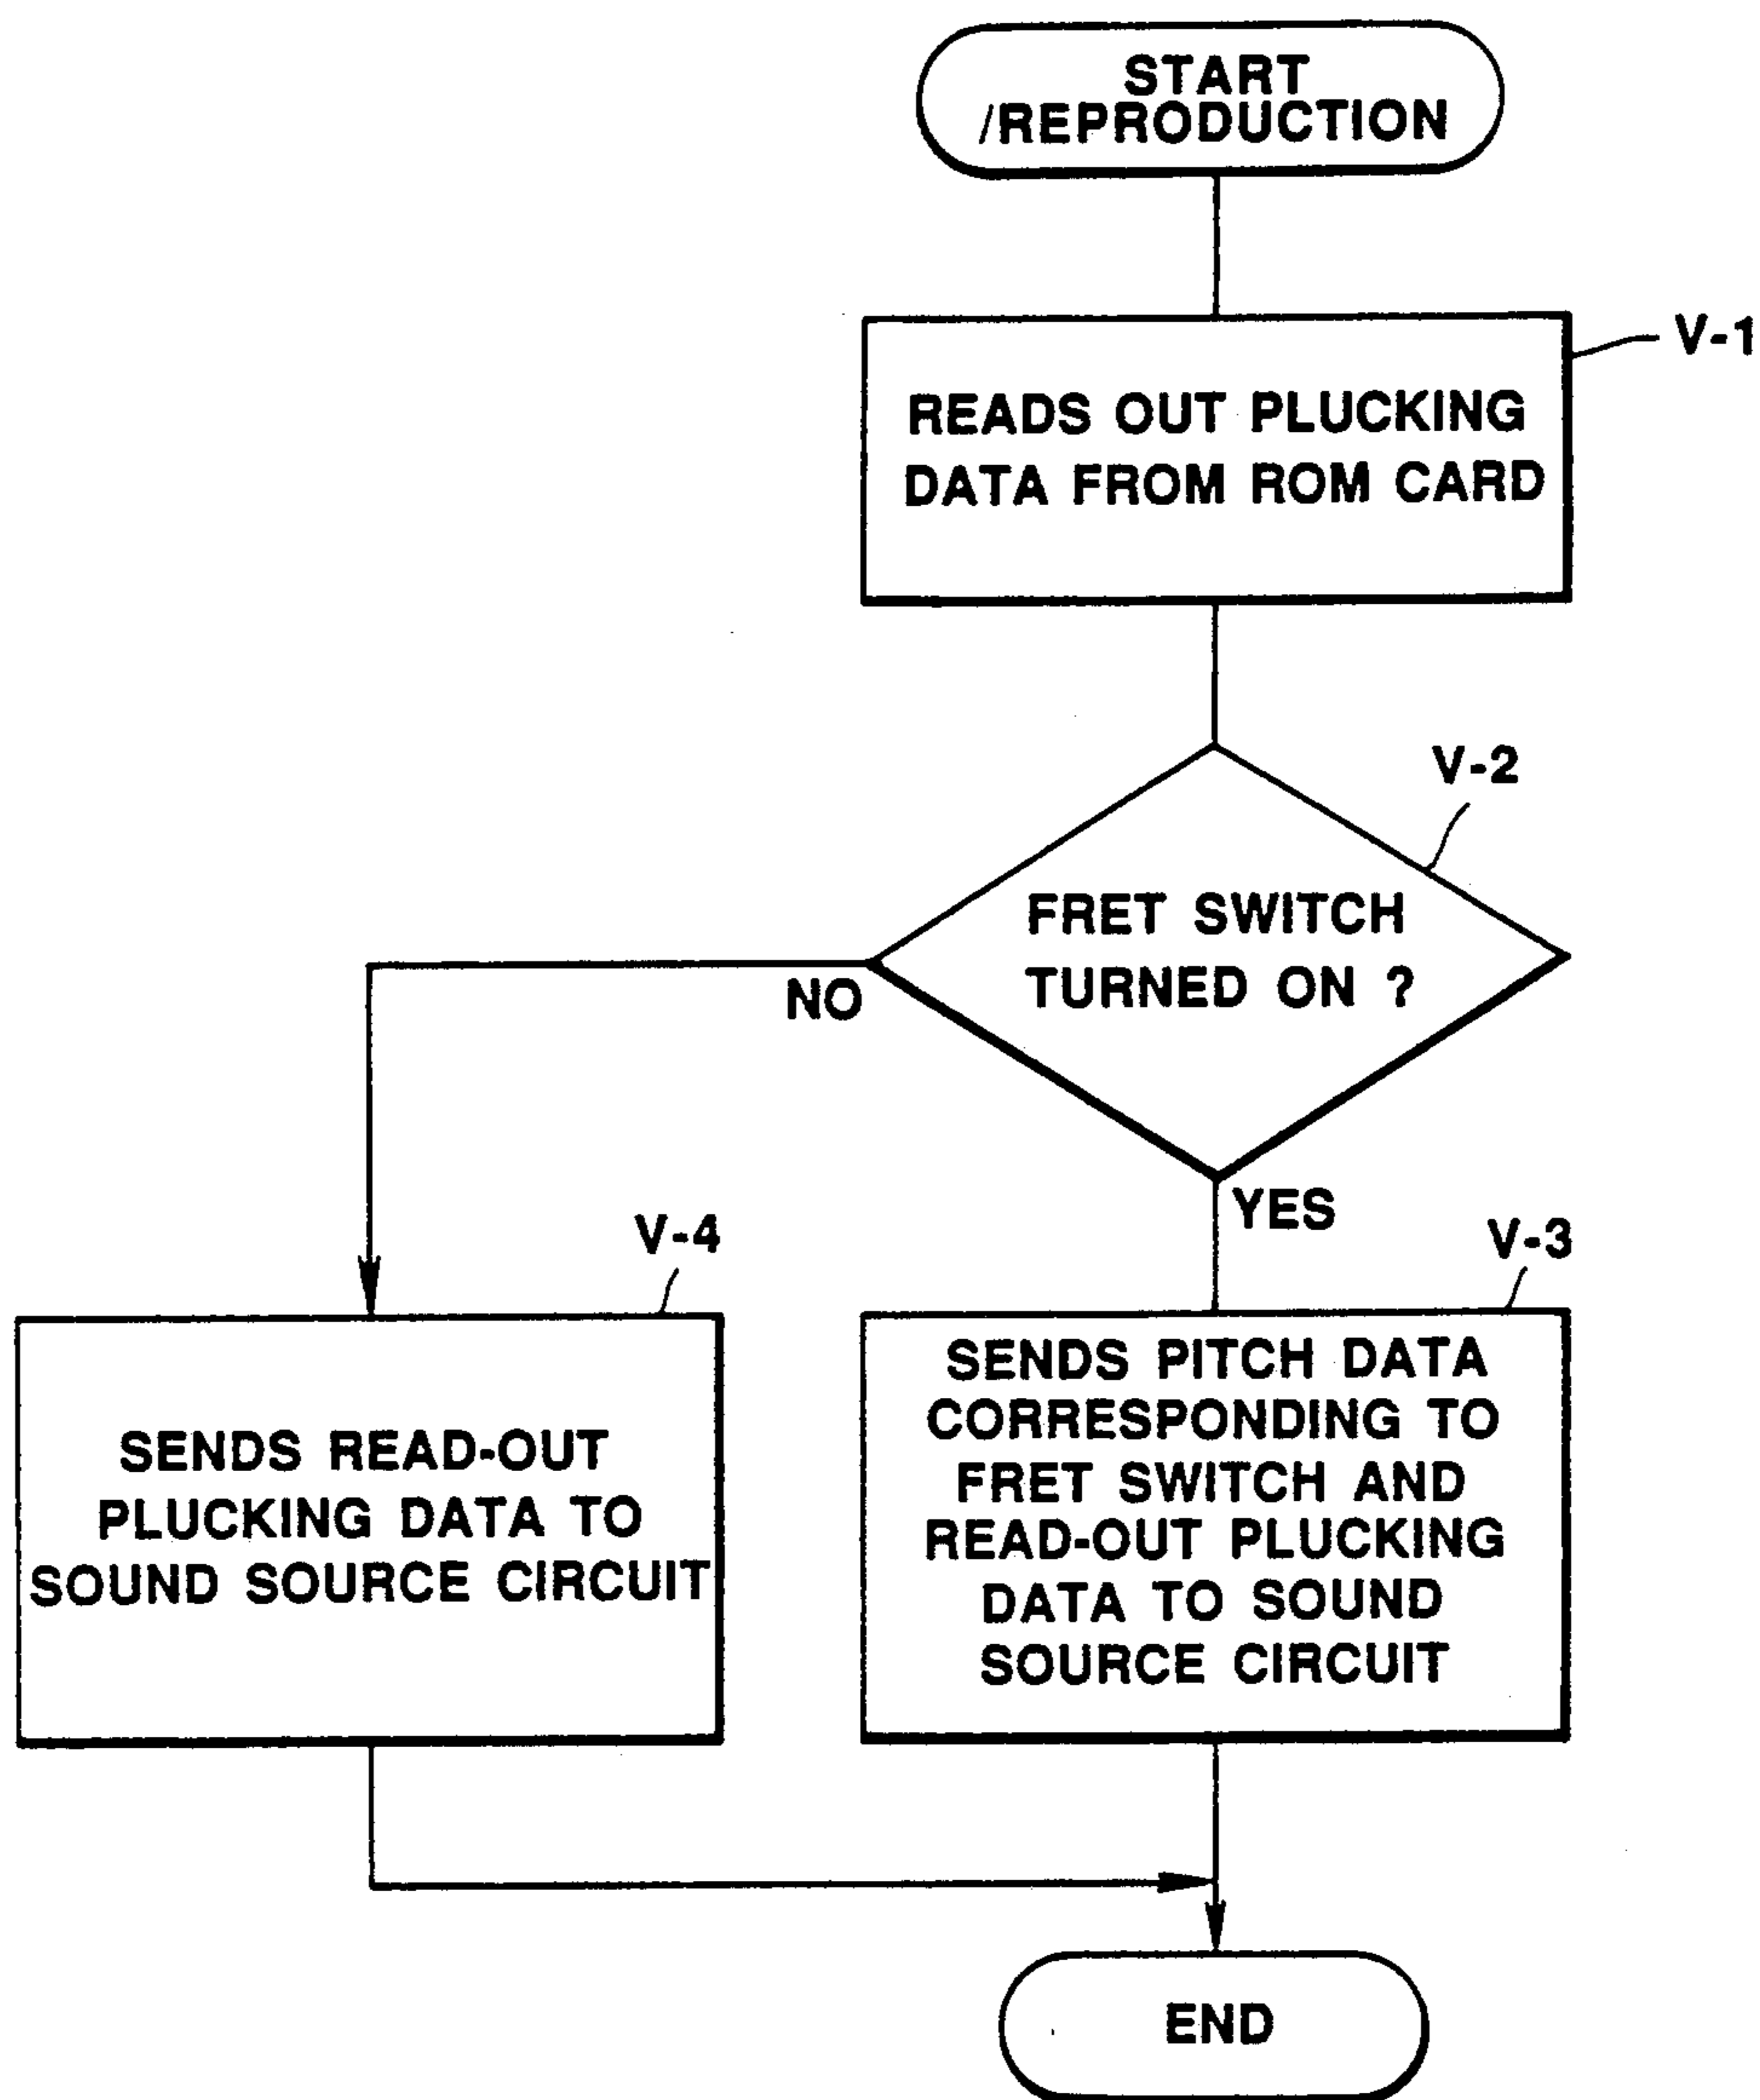 START
/REPRODUCTION
V-1
READS OUT PLUCKING
DATA FROM ROM CARD
V-2
FRET SWITCH
TURNED ON ?
NO
YES
V-4
V-3
SENDS READ-OUT
PLUCKING DATA TO
SOUND SOURCE CIRCUIT
SENDS PITCH DATA
CORRESPONDING TO
FRET SWITCH AND
READ-OUT PLUCKING
DATA TO SOUND
SOURCE CIRCUIT
END